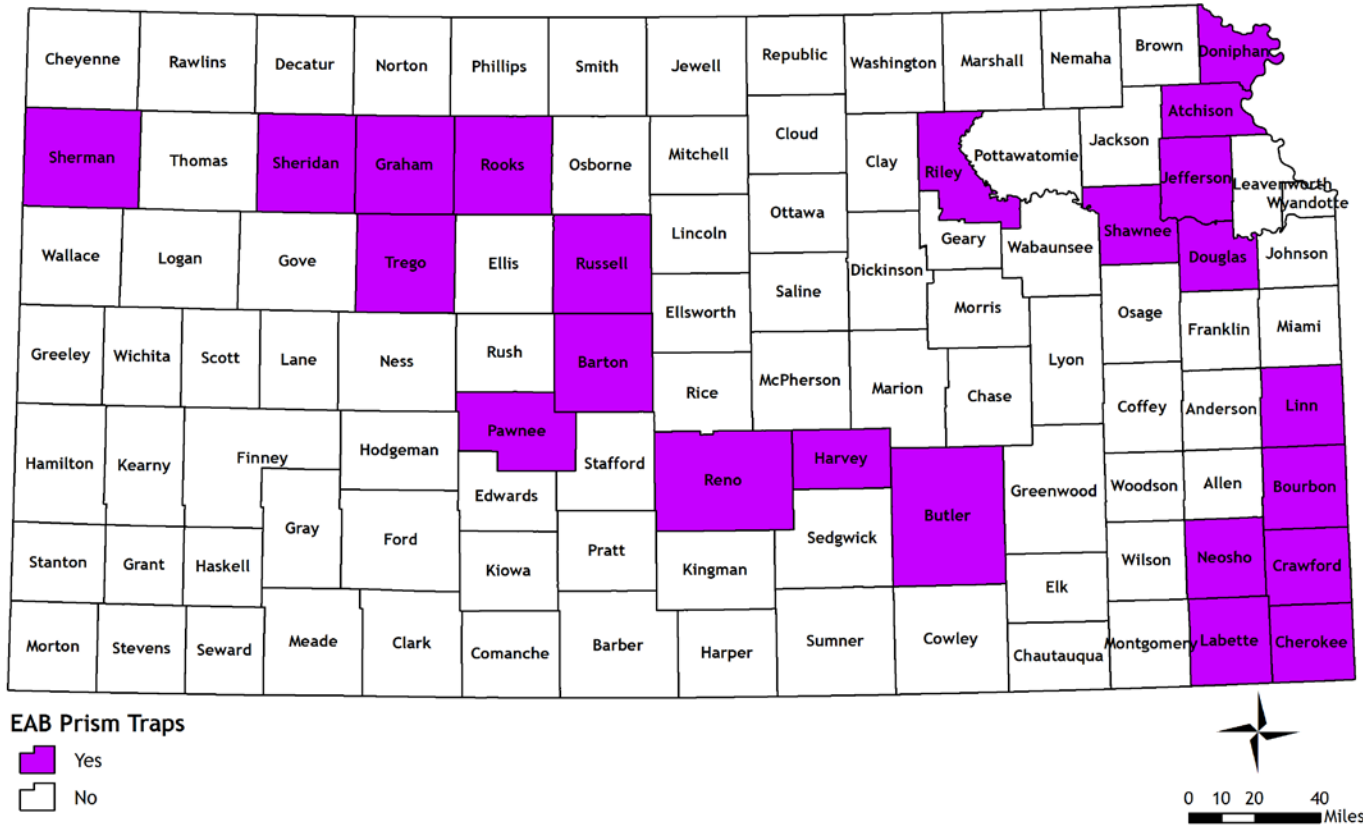 Cheyenne
Rawlins
Decatur
Norton
Phillips
Smith
Jewell
Republic
Washington
Marshall
Nemaha
Brown
Doniphan
Sherman
Thomas
Sheridan
Graham
Rooks
Osborne
Mitchell
Cloud
Clay
Riley
Pottawatomie
Jackson
Atchison
Jefferson
Leavenworth
Wyandotte
Wallace
Logan
Gove
Trego
Ellis
Russell
Lincoln
Ottawa
Dickinson
Geary
Wabaunsee
Shawnee
Douglas
Johnson
Ellsworth
Saline
Morris
Osage
Franklin
Miami
Greeley
Wichita
Scott
Lane
Ness
Rush
Barton
Rice
McPherson
Marion
Chase
Lyon
Coffey
Anderson
Linn
Hamilton
Kearny
Finney
Hodgeman
Pawnee
Stafford
Reno
Harvey
Butler
Greenwood
Woodson
Allen
Bourbon
Gray
Ford
Edwards
Pratt
Sedgwick
Stanton
Grant
Haskell
Kiowa
Kingman
Elk
Wilson
Neosho
Crawford
Morton
Stevens
Seward
Meade
Clark
Comanche
Barber
Harper
Sumner
Cowley
Chautauqua
Montgomery
Labette
Cherokee
EAB Prism Traps
Yes
No
0 10 20 40
Miles